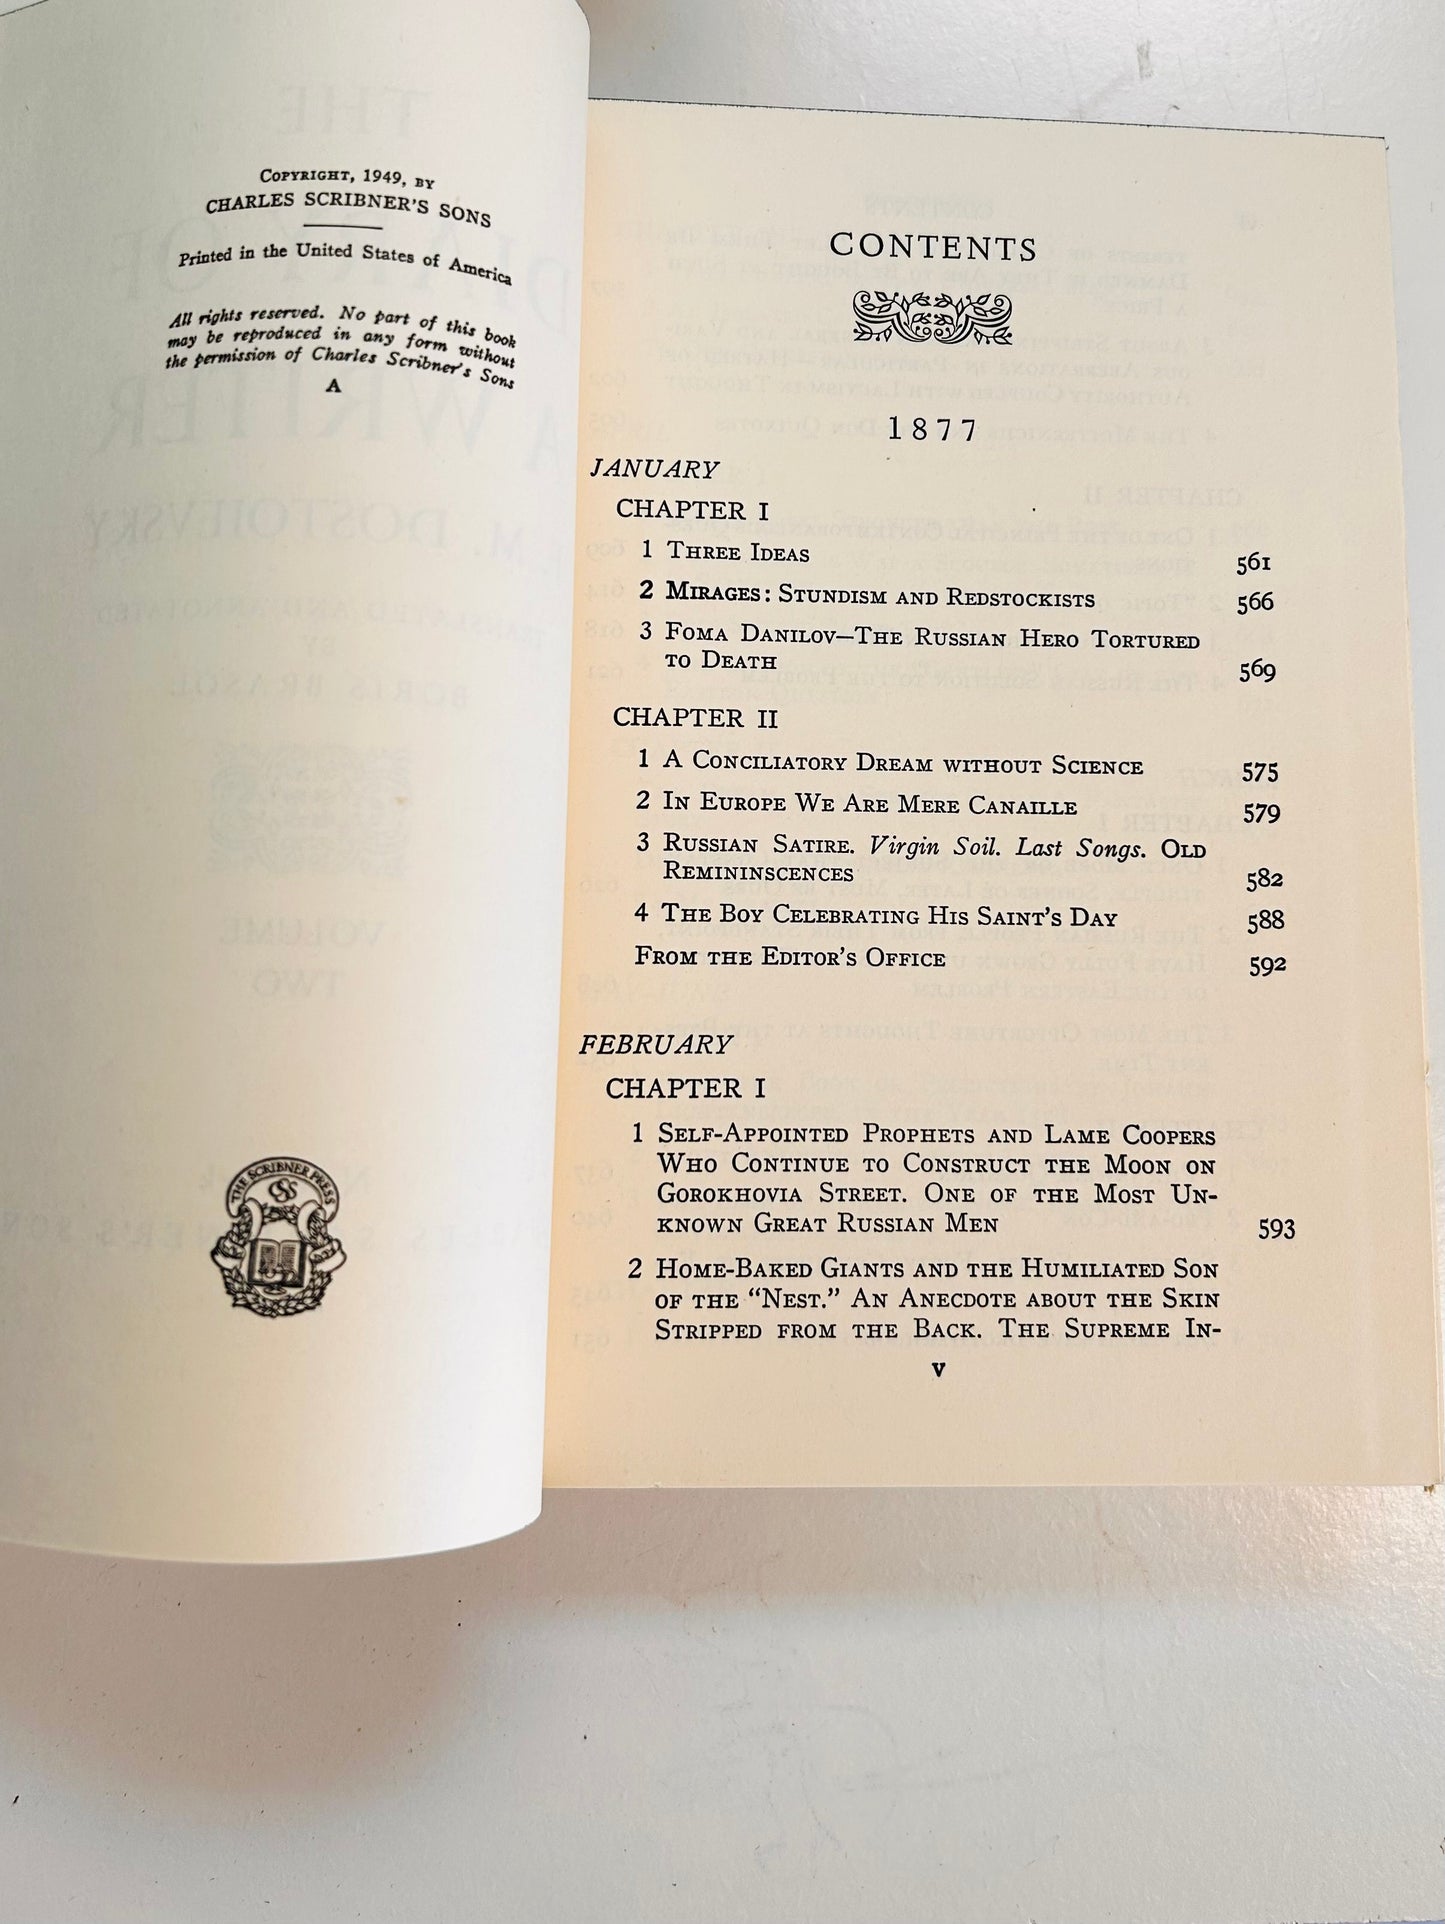 COPYRIGHT, 1949, BY
CHARLES SCRIBNER'S SONS
Printed in the United States of America
All rights reserved. No part of this book
may be reproduced in any form without
the permission of Charles Scribner's Sons
A
THE SCRIBNER PRESS
CONTENTS
1877
JANUARY
CHAPTER I
1 THREE IDEAS 561
2 MIRAGES: STUNDISM AND REDSTOCKISTS 566
3 FOMA DANILOV—THE RUSSIAN HERO TORTURED
TO DEATH 569
CHAPTER II
1 A CONCILIATORY DREAM WITHOUT SCIENCE 575
2 IN EUROPE WE ARE MERE CANAILLE 579
3 RUSSIAN SATIRE. Virgin Soil. Last Songs. OLD
REMININSCENCES 582
4 THE BOY CELEBRATING HIS SAINT'S DAY 588
FROM THE EDITOR'S OFFICE 592
FEBRUARY
CHAPTER I
1 SELF-APPOINTED PROPHETS AND LAME COOPERS
WHO CONTINUE TO CONSTRUCT THE MOON ON
GOROKHOVIA STREET. ONE OF THE MOST UN-
KNOWN GREAT RUSSIAN MEN 593
2 HOME-BAKED GIANTS AND THE HUMILIATED SON
OF THE "NEST." AN ANECDOTE ABOUT THE SKIN
STRIPPED FROM THE BACK. THE SUPREME IN-
v